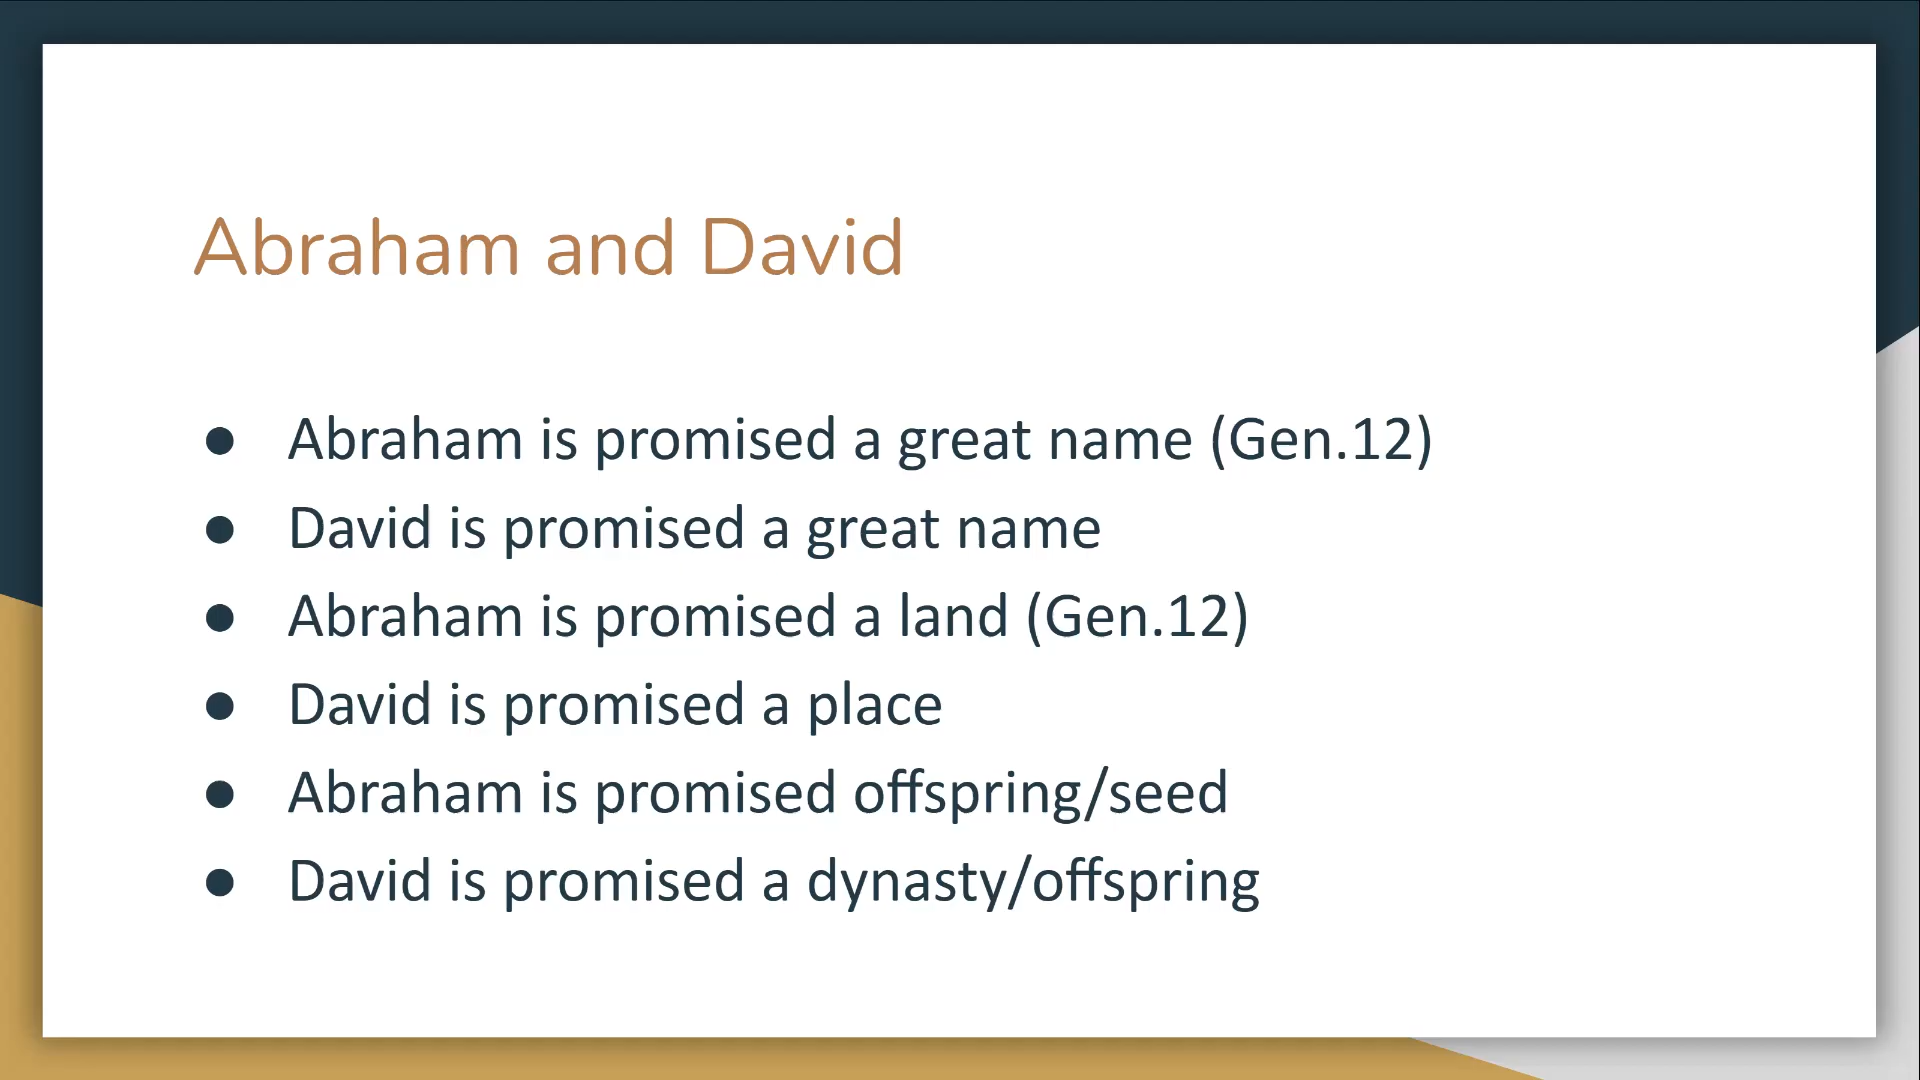 Abraham and David
● Abraham is promised a great name (Gen.12)
● David is promised a great name
● Abraham is promised a land (Gen.12)
● David is promised a place
● Abraham is promised offspring/seed
● David is promised a dynasty/offspring